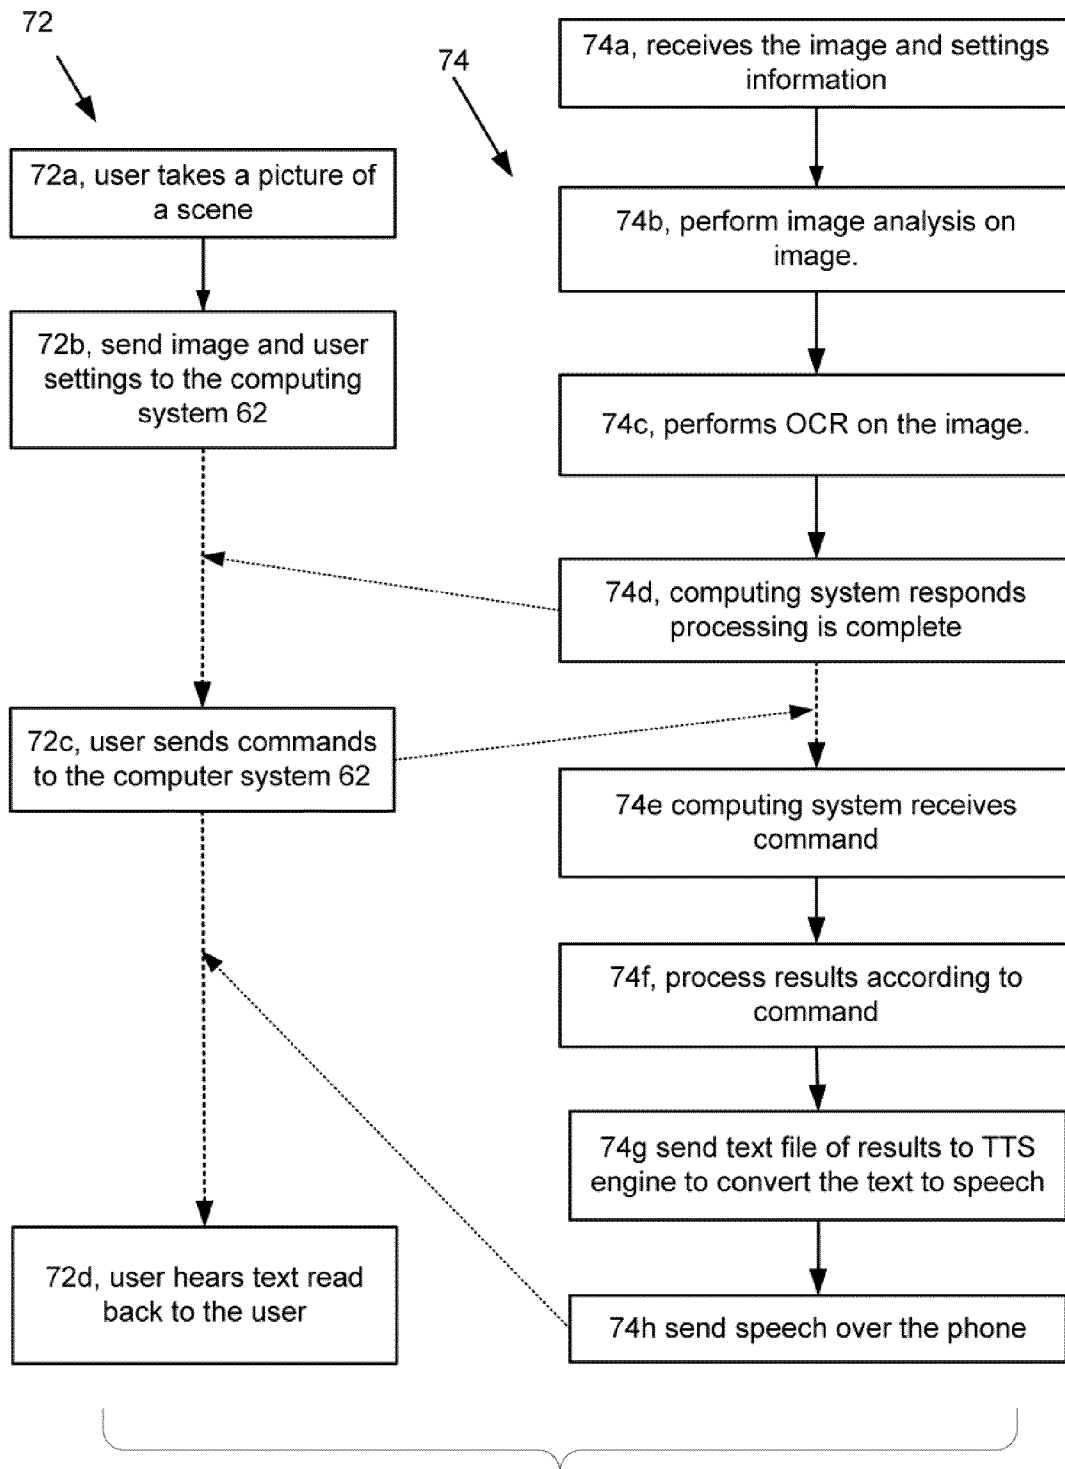 72
72a, user takes a picture of
a scene
72b, send image and user
settings to the computing
system 62
72c, user sends commands
to the computer system 62
72d, user hears text read
back to the user
74
74a, receives the image and settings
information
74b, perform image analysis on
image.
74c, performs OCR on the image.
74d, computing system responds
processing is complete
74e computing system receives
command
74f, process results according to
command
74g send text file of results to TTS
engine to convert the text to speech
74h send speech over the phone